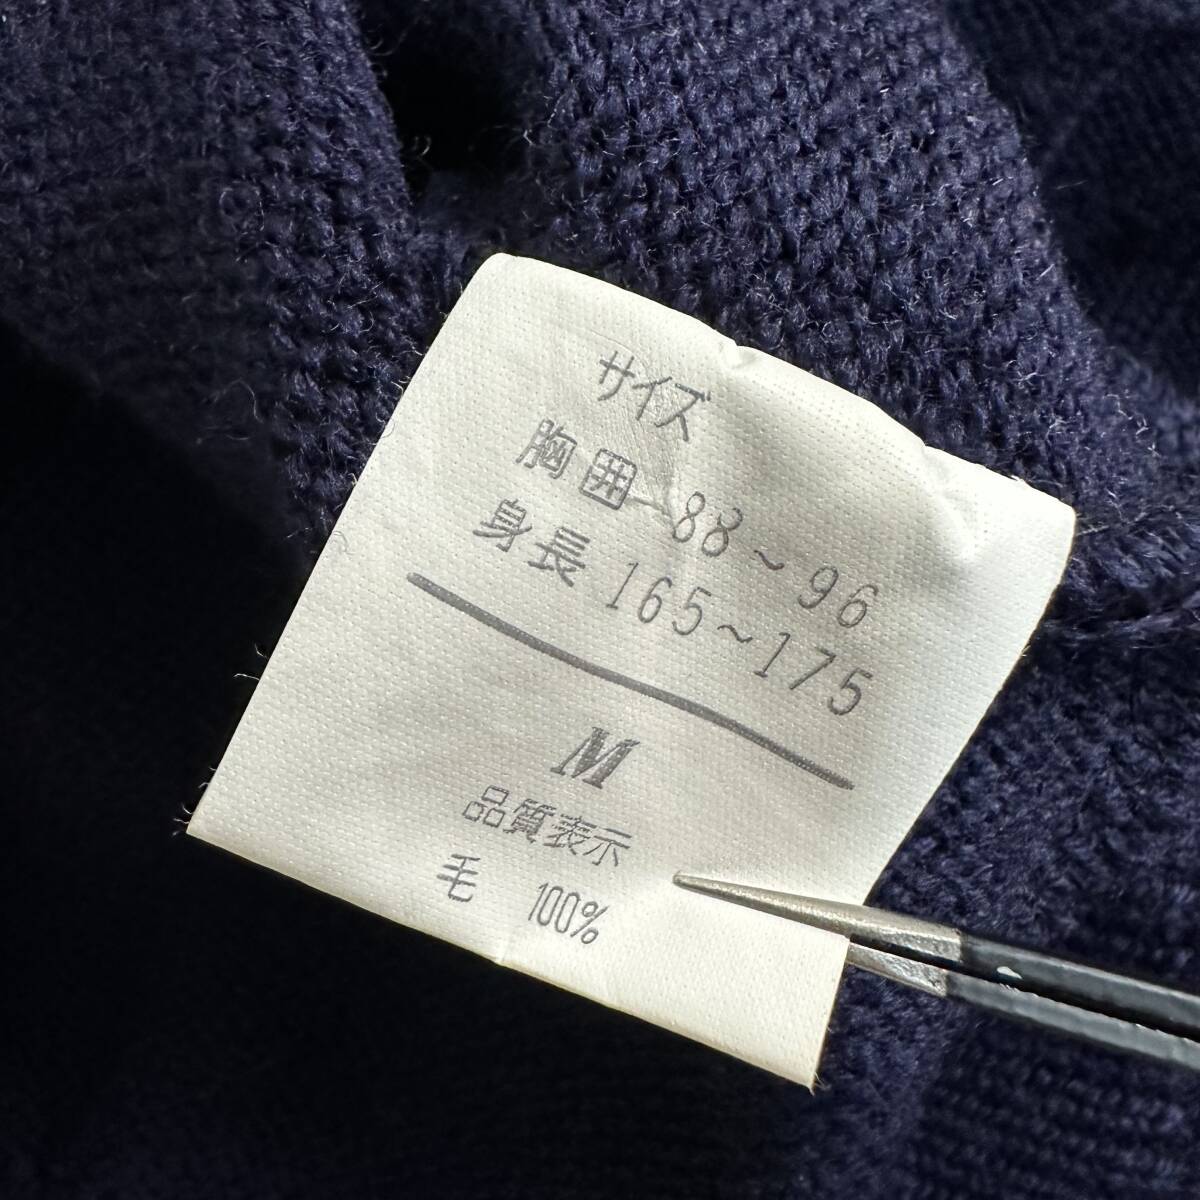 サイズ
胸囲 88～96
身長 165～175
M
品質表示
毛 100%